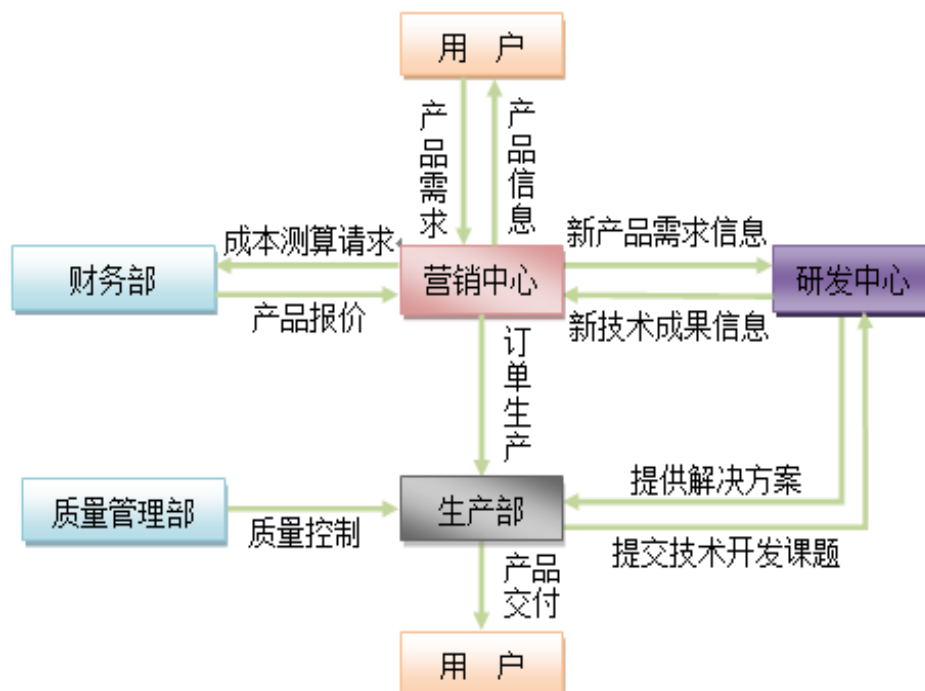 用 户
产品需求
产品信息
成本测算请求
新产品需求信息
财务部
营销中心
研发中心
产品报价
新技术成果信息
订单生产
提供解决方案
质量管理部
生产部
质量控制
提交技术开发课题
产品
交付
用 户